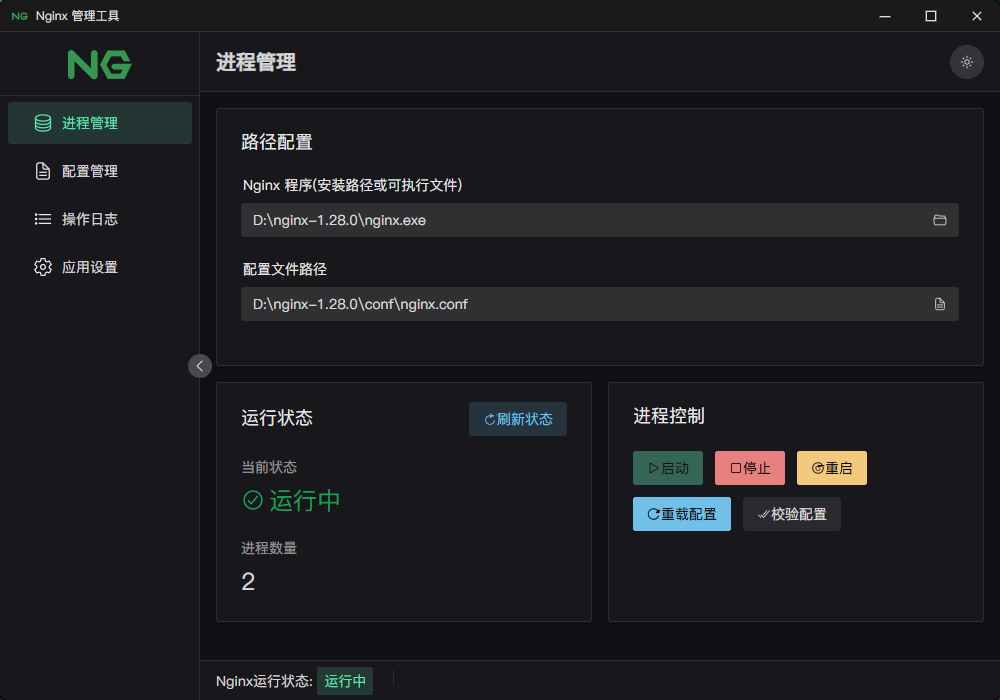 NG Nginx 管理工具
NG
进程管理
配置管理
操作日志
应用设置
进程管理
路径配置
Nginx 程序(安装路径或可执行文件)
D:\nginx-1.28.0\nginx.exe
配置文件路径
D:\nginx-1.28.0\conf\nginx.conf
运行状态
刷新状态
当前状态
运行中
进程数量
2
进程控制
启动 停止 重启
重载配置 校验配置
Nginx运行状态: 运行中